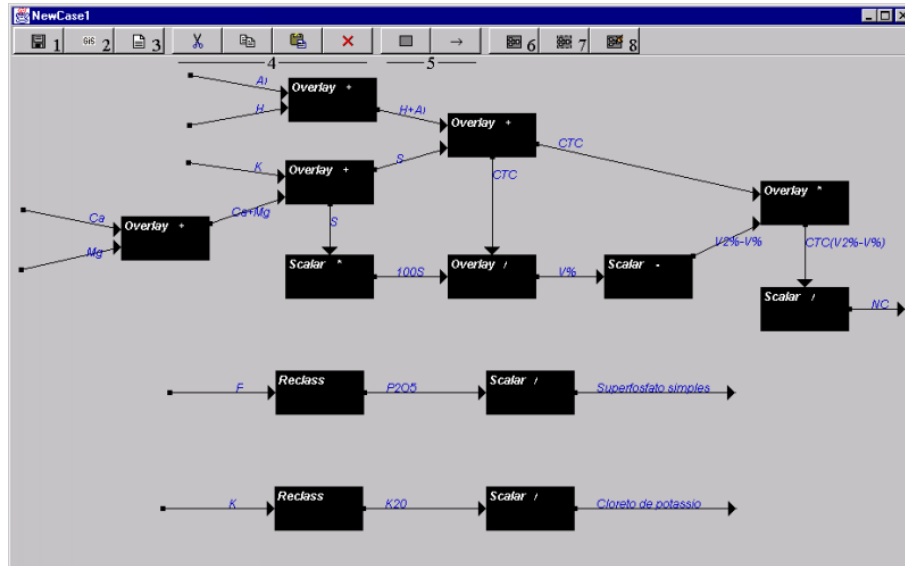 NewCase1
1 GIS 2 3 6 7 8
4 5
Al
Overlay +
H
H+Al
Overlay +
CTC
K
Overlay +
S
CTC
Overlay *
Ca
Overlay +
Ca+Mg
S
Mg
V2%-V%
CTC(V2%-V%)
Scalar *
100S
Overlay /
V%
Scalar -
Scalar /
NC
Reclass
P2O5
Scalar /
Superfosfato simples
K
Reclass
K20
Scalar /
Cloreto de potassio